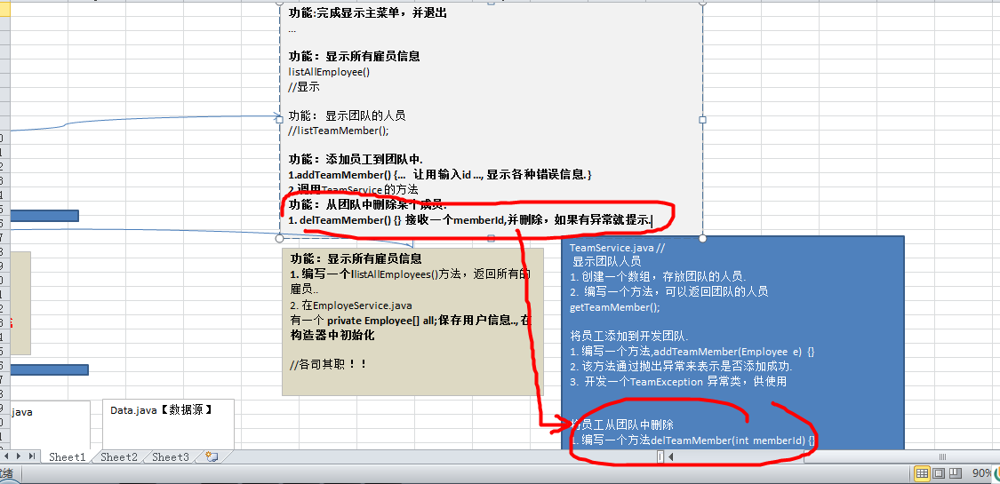 功能:完成显示主菜单，并退出
...
功能：显示所有雇员信息
listAllEmployee()
//显示
功能： 显示团队的人员
//listTeamMember();
功能：添加员工到团队中.
1.addTeamMember() {... 让用输入id ..., 显示各种错误信息. }
2.调用TeamService 的方法
功能：从团队中删除某个成员.
1. delTeamMember() {} 接收一个memberId,并删除，如果有异常就提示.
功能：显示所有雇员信息
1. 编写一个llistAllEmployees()方法，返回所有的
雇员..
2. 在EmployeService.java
有一个 private Employee[] all;保存用户信息.., 在
构造器中初始化
//各司其职！！
TeamService.java //
显示团队人员
1. 创建一个数组，存放团队的人员.
2. 编写一个方法，可以返回团队的人员
getTeamMember();
将员工添加到开发团队.
1. 编写一个方法,addTeamMember(Employee e) {}
2. 该方法通过抛出异常来表示是否添加成功.
3. 开发一个TeamException 异常类，供使用
将员工从团队中删除
1. 编写一个方法delTeamMember(int memberId) {}
.java
Data.java【数据源】
Sheet1 Sheet2 Sheet3
就绪
90%